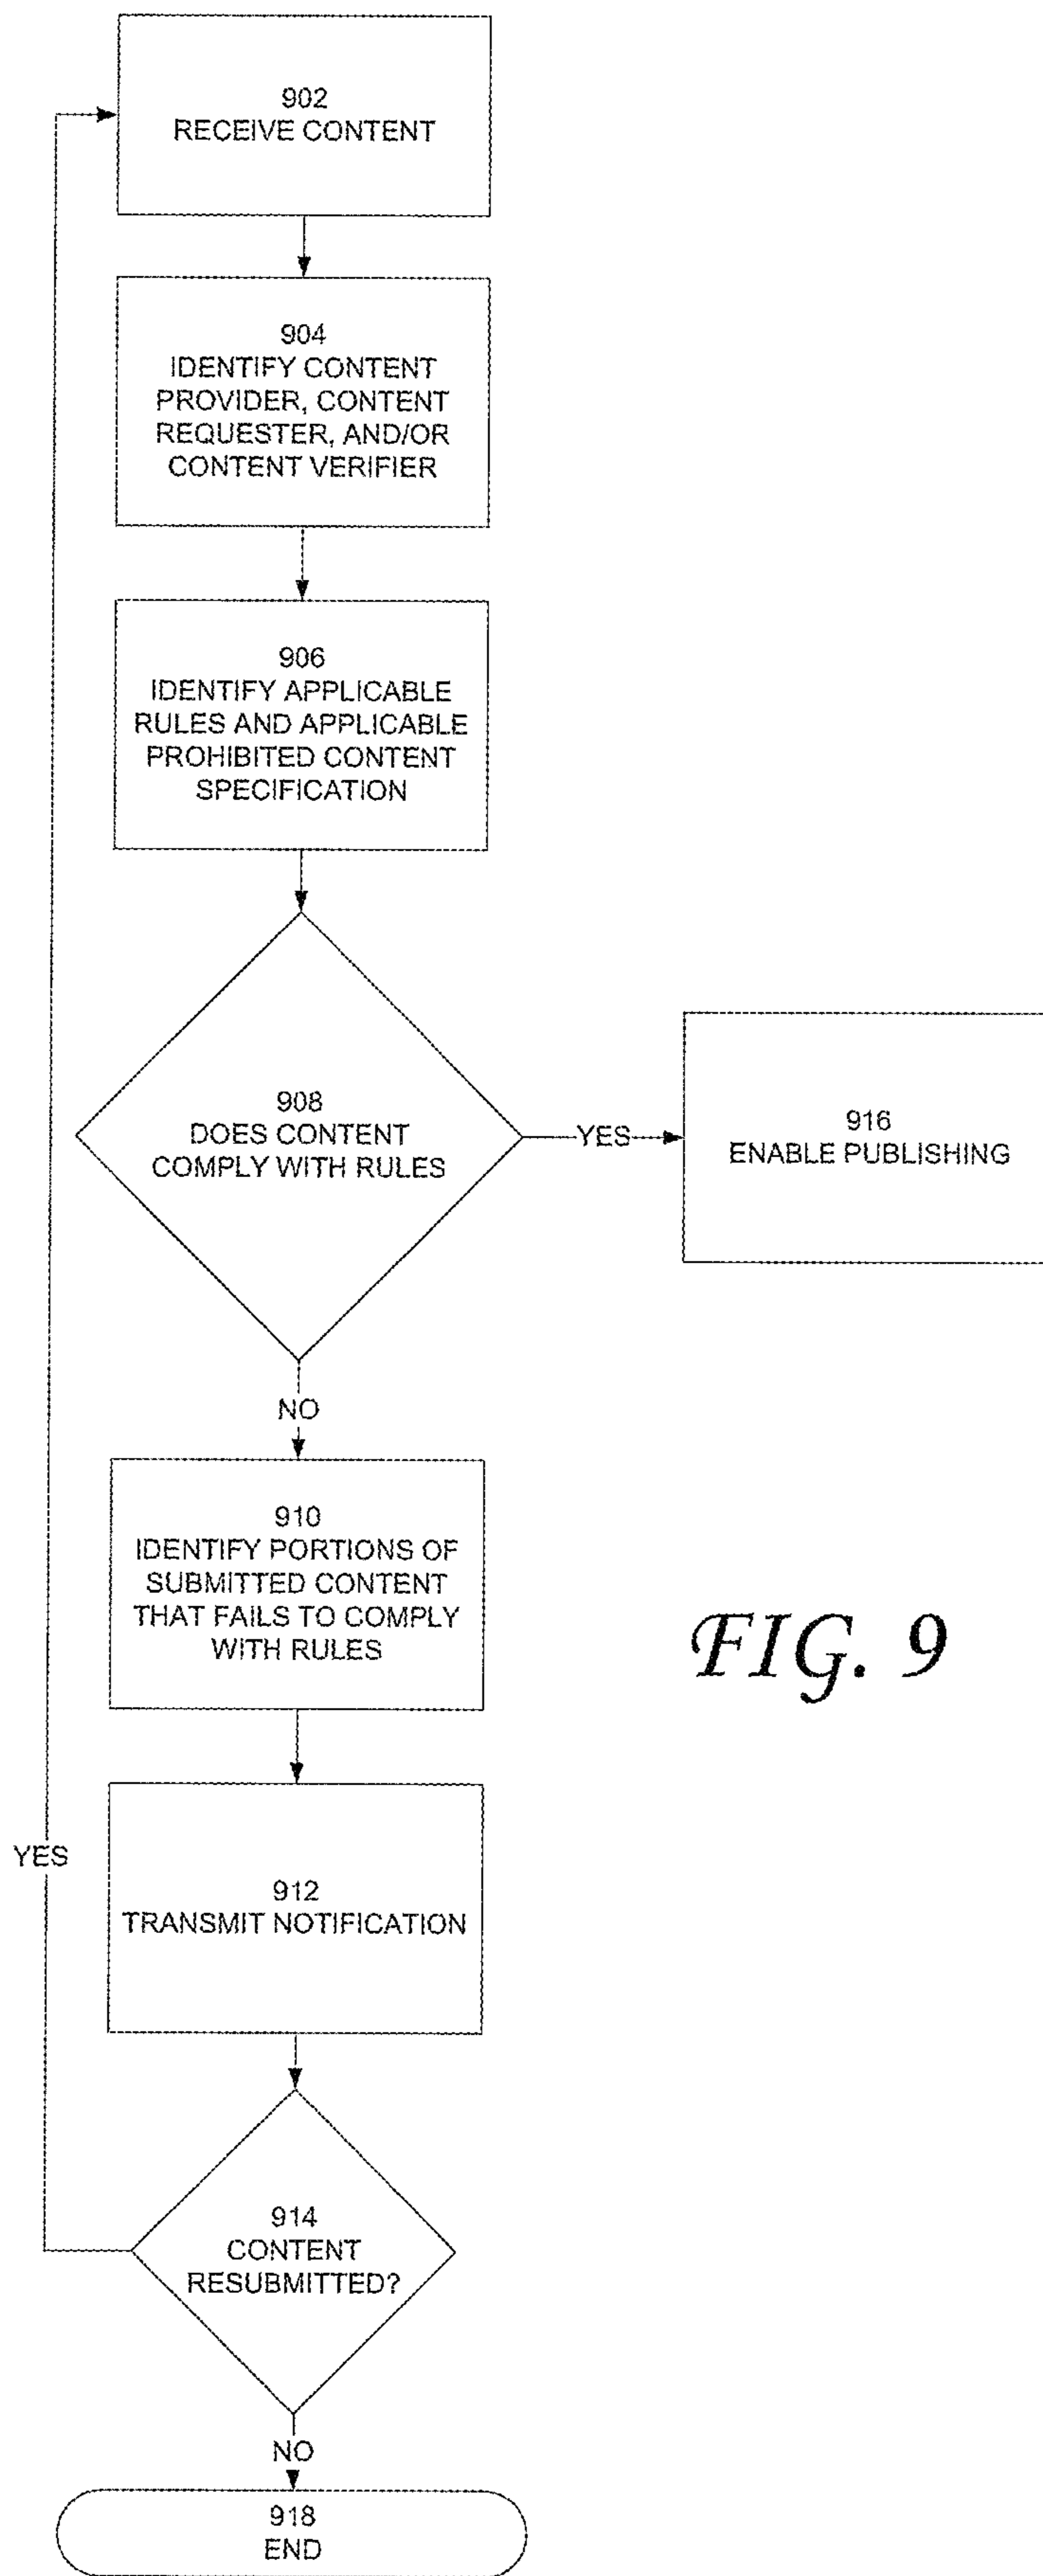 902
RECEIVE CONTENT
904
IDENTIFY CONTENT
PROVIDER, CONTENT
REQUESTER, AND/OR
CONTENT VERIFIER
906
IDENTIFY APPLICABLE
RULES AND APPLICABLE
PROHIBITED CONTENT
SPECIFICATION
908
DOES CONTENT
COMPLY WITH RULES
YES
916
ENABLE PUBLISHING
NO
910
IDENTIFY PORTIONS OF
SUBMITTED CONTENT
THAT FAILS TO COMPLY
WITH RULES
FIG. 9
YES
912
TRANSMIT NOTIFICATION
914
CONTENT
RESUBMITTED?
NO
918
END